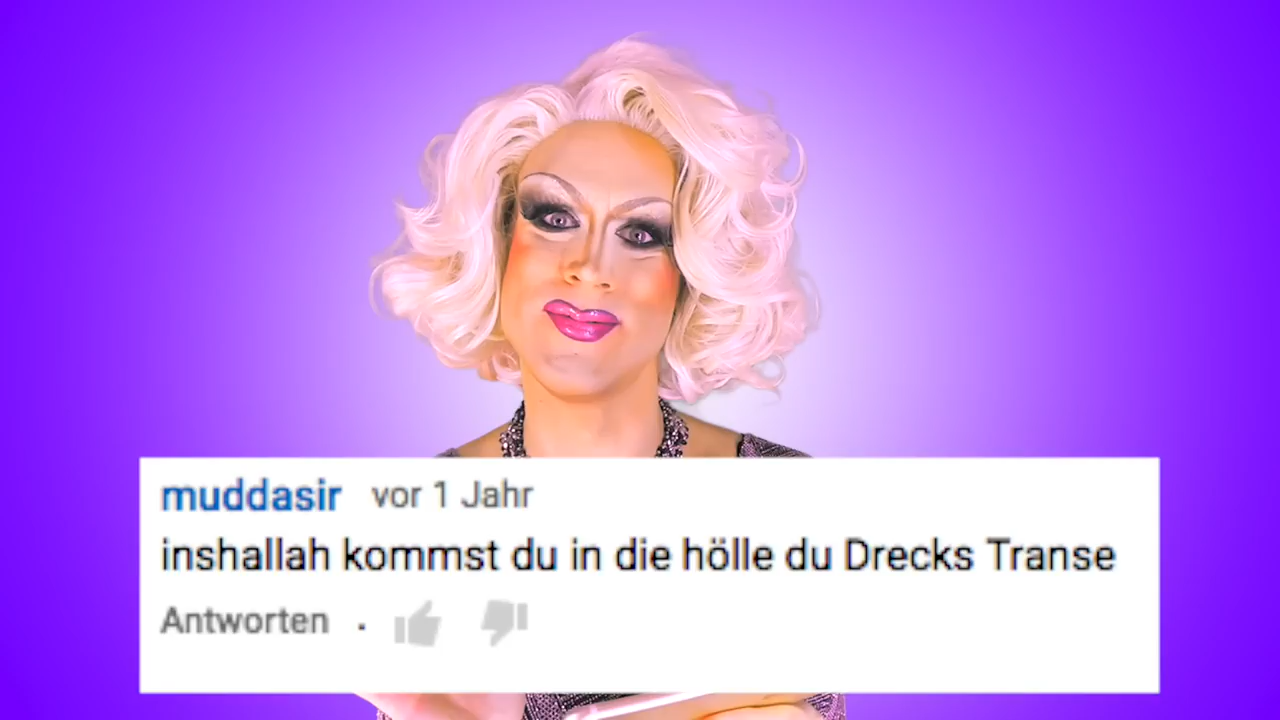 muddasir vor 1 Jahr
inshallah kommst du in die hölle du Drecks Transe
Antworten .